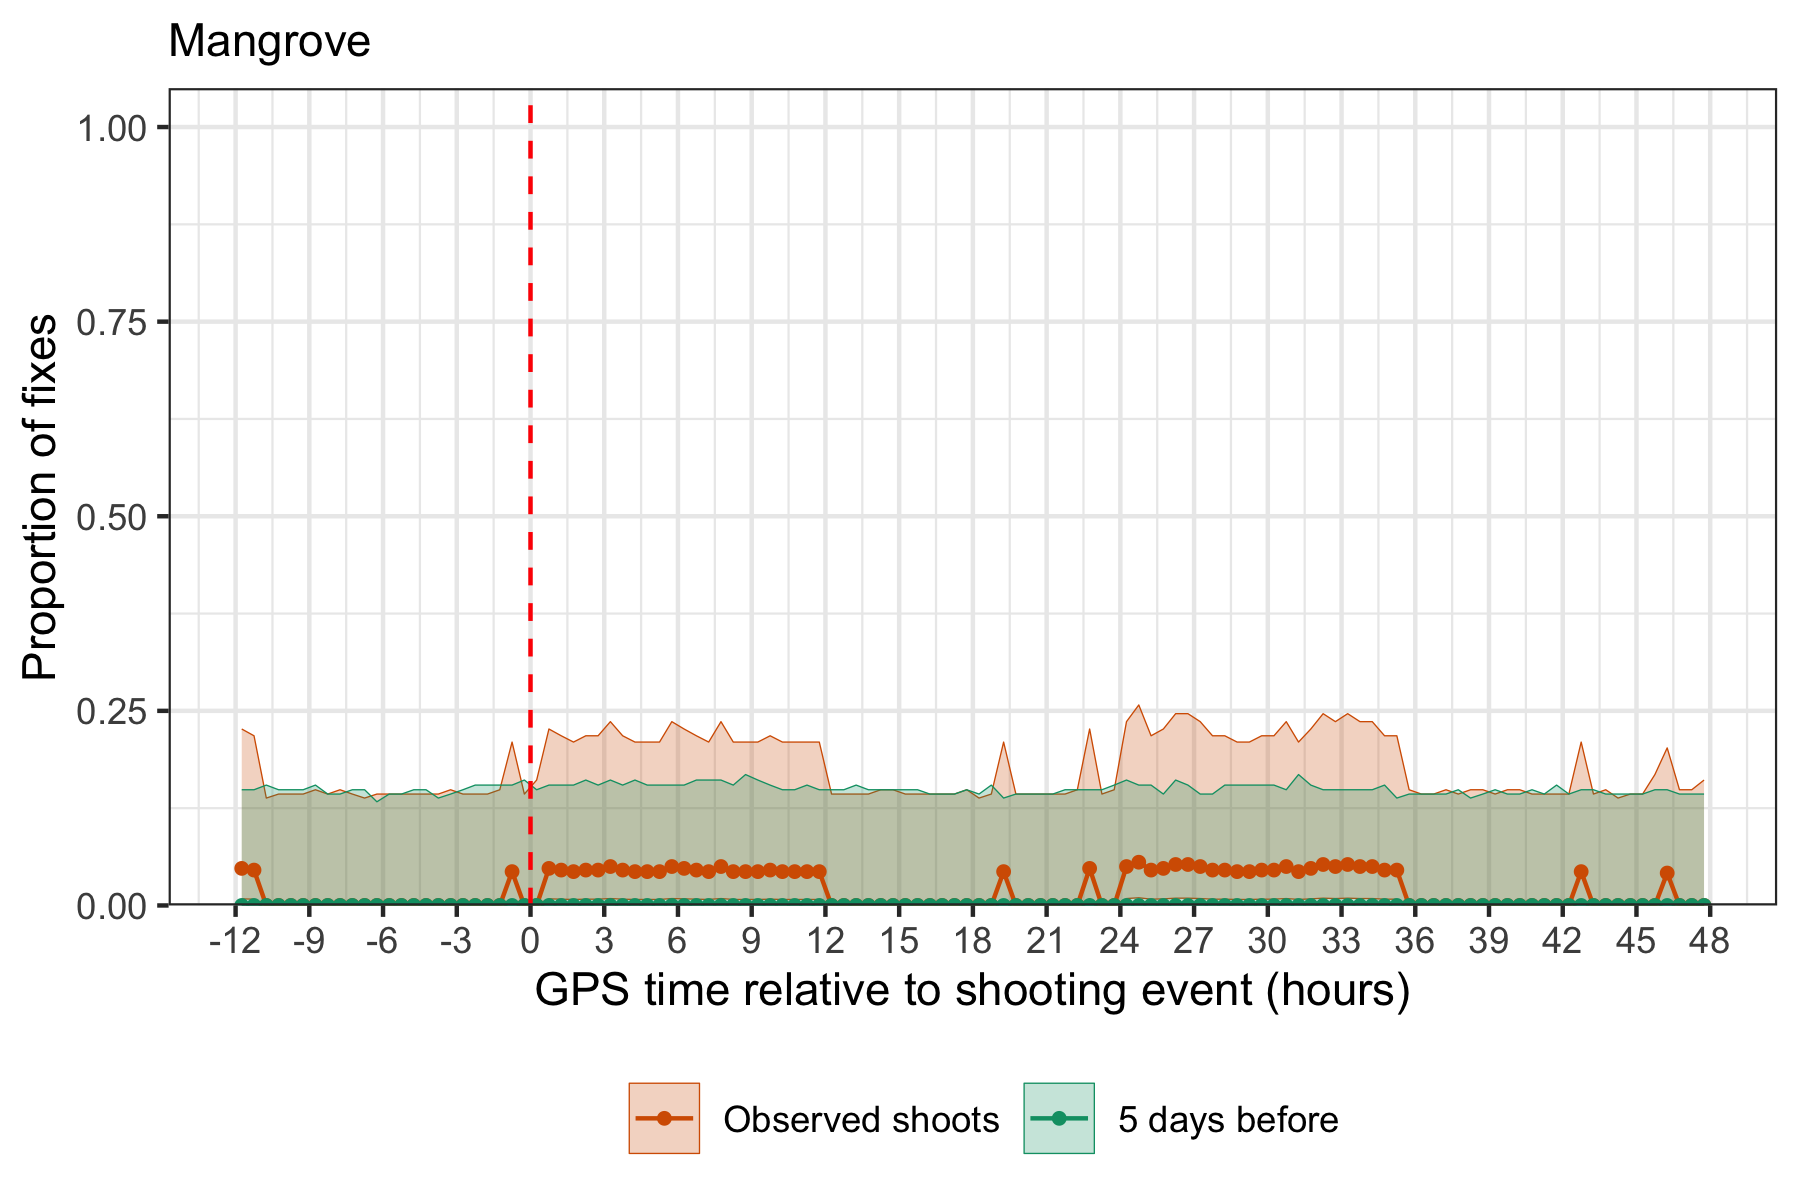 Mangrove
1.00
0.75
0.50
0.25
0.00
Proportion of fixes
-12 -9 -6 -3 0 3 6 9 12 15 18 21 24 27 30 33 36 39 42 45 48
GPS time relative to shooting event (hours)
Observed shoots 5 days before